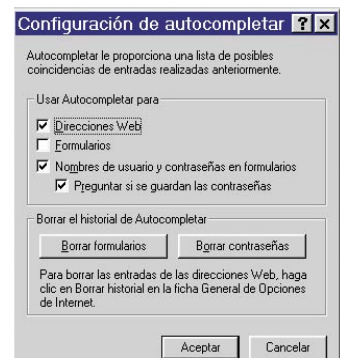 Configuración de autocompletar
Autocompletar le proporciona una lista de posibles
coincidencias de entradas realizadas anteriormente.
Usar Autocompletar para
Direcciones Web
Formularios
Nombres de usuario y contraseñas en formularios
Preguntar si se guardan las contraseñas
Borrar el historial de Autocompletar
Borrar formularios
Borrar contraseñas
Para borrar las entradas de las direcciones Web, haga
clic en Borrar historial en la ficha General de Opciones
de Internet.
Aceptar
Cancelar